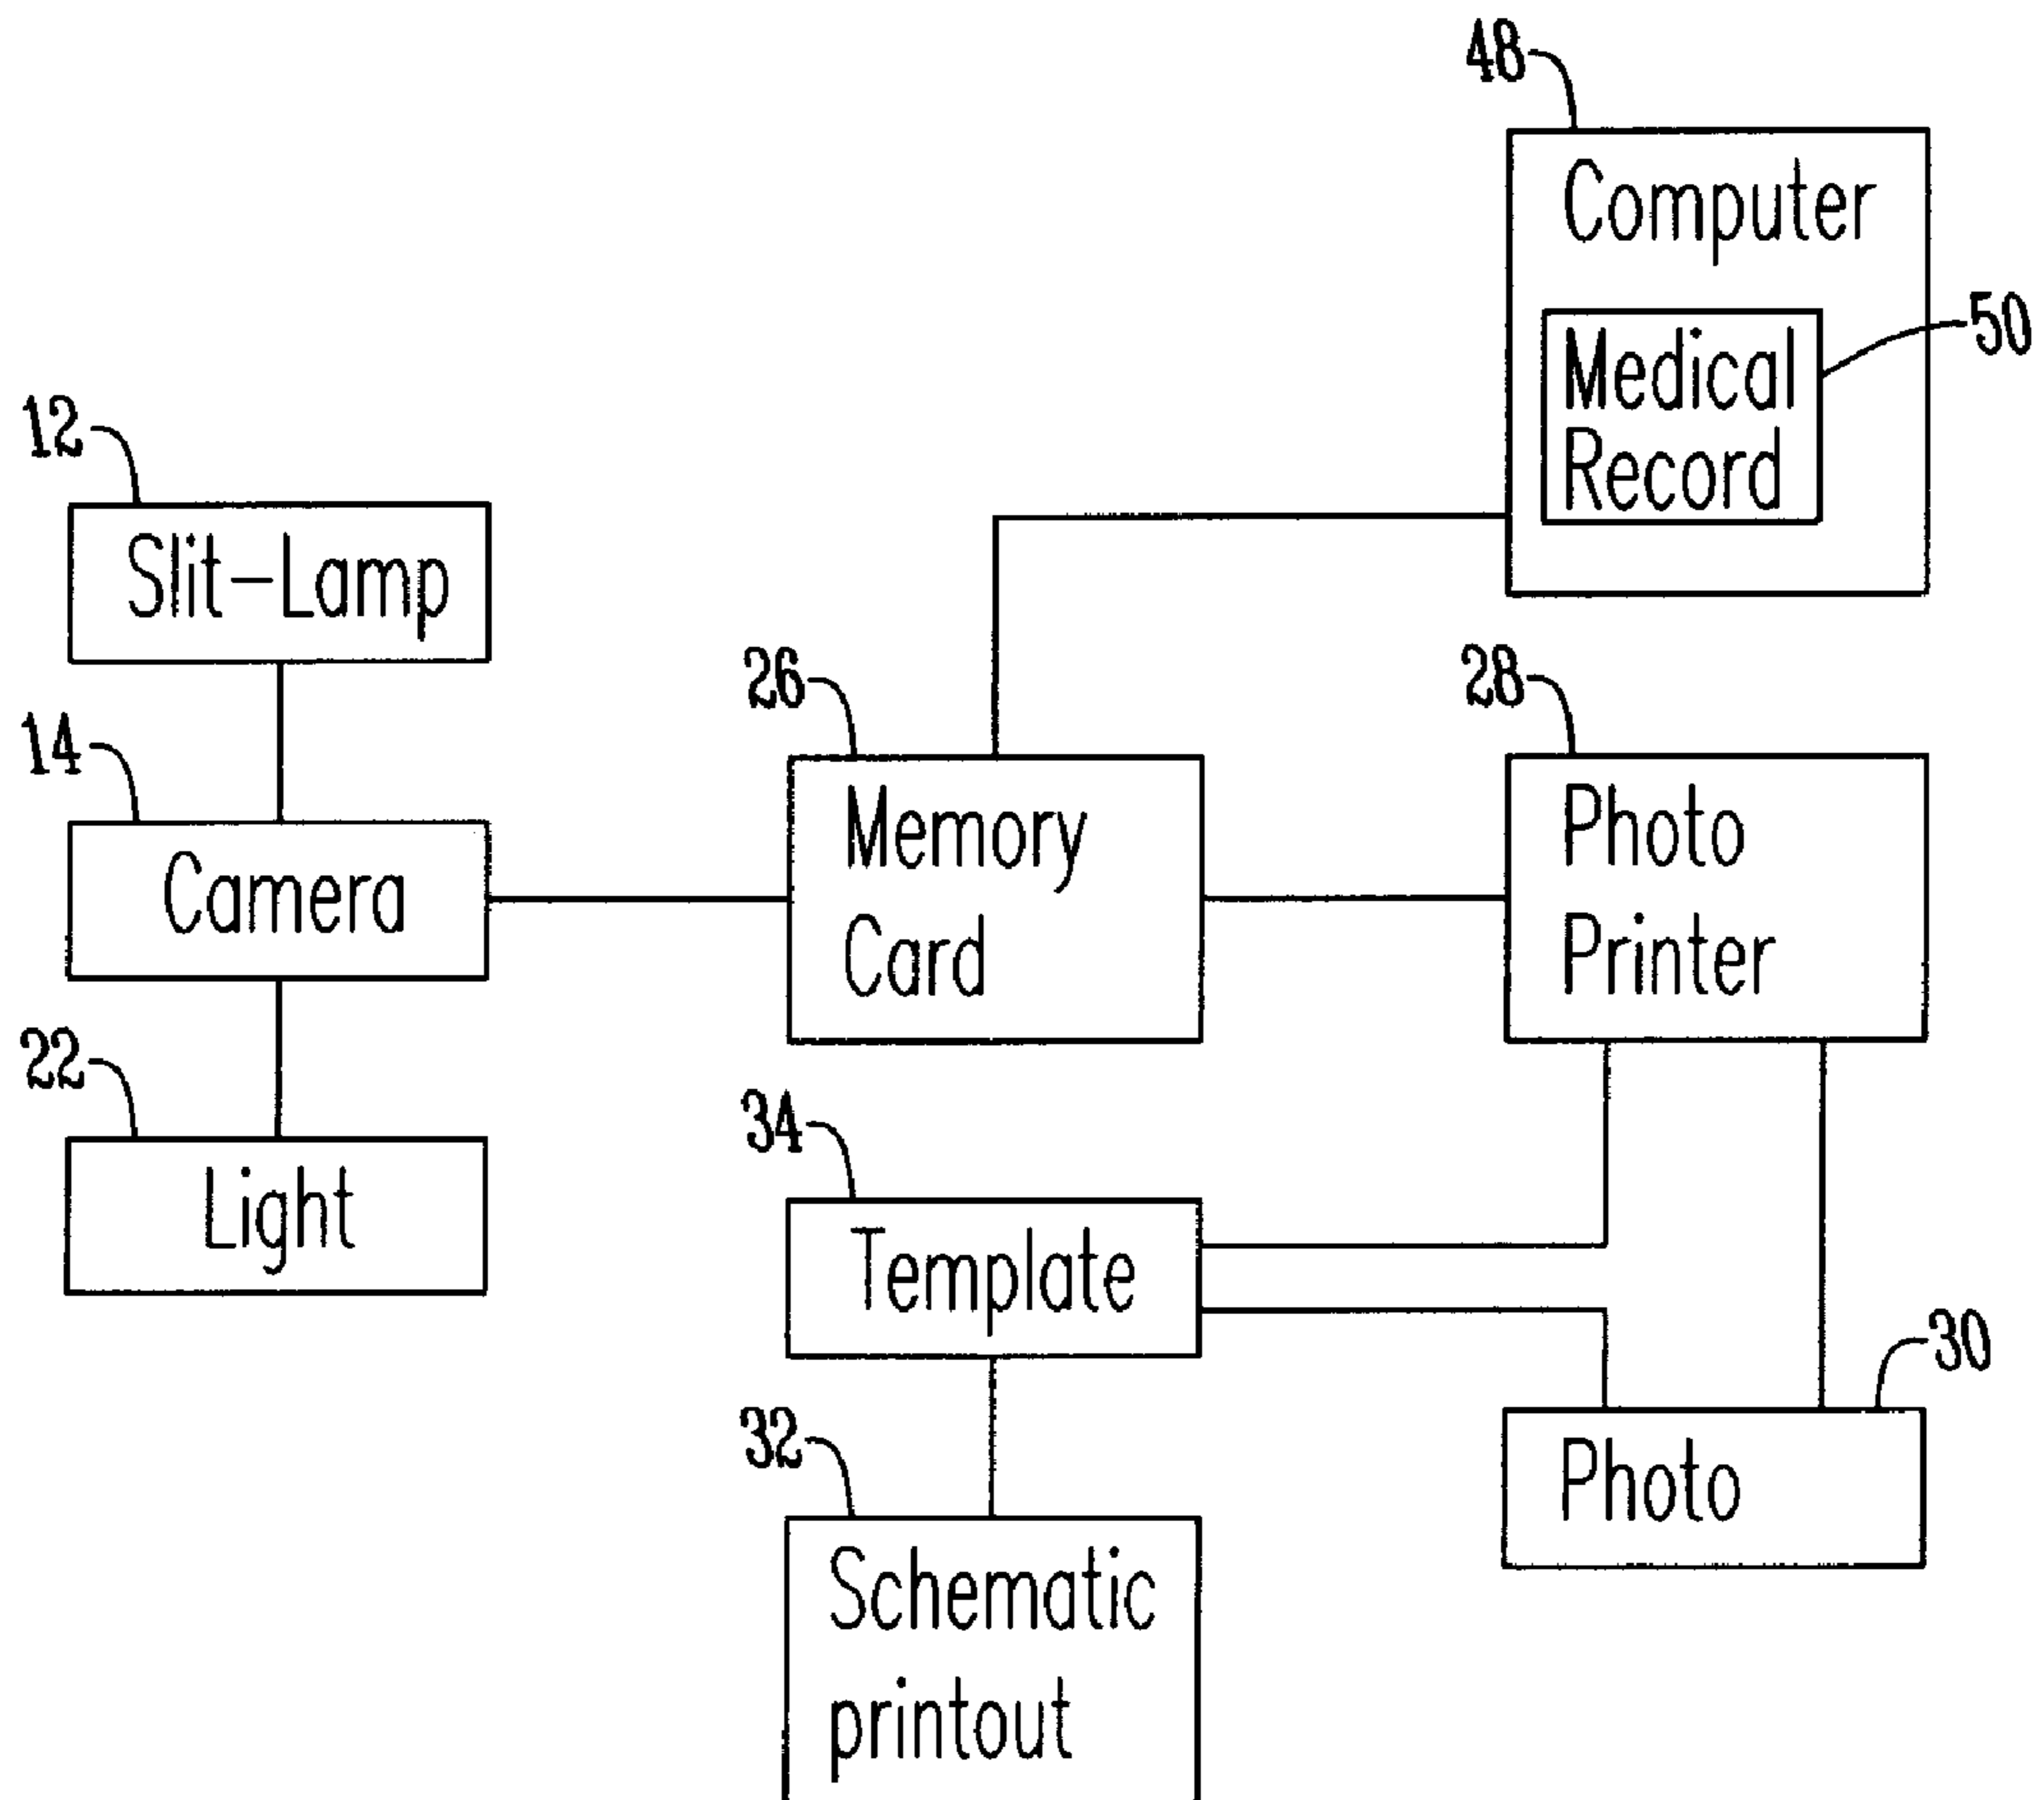 48
Computer
50
Medical
Record
12
Slit-Lamp
14
Camera
22
Light
26
Memory
Card
28
Photo
Printer
34
Template
30
Photo
32
Schematic
printout